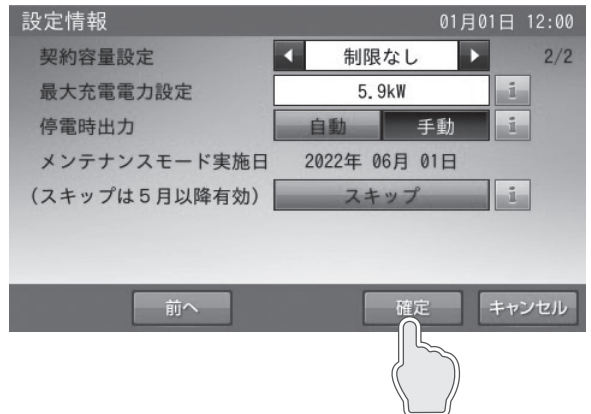 設定情報 01月01日 12:00
契約容量設定 ◀ 制限なし ▶ 2/2
最大充電電力設定 5.9kW i
停電時出力 自動 手動 i
メンテナンスモード実施日 2022年 06月 01日
(スキップは5月以降有効) スキップ i
前へ 確定 キャンセル